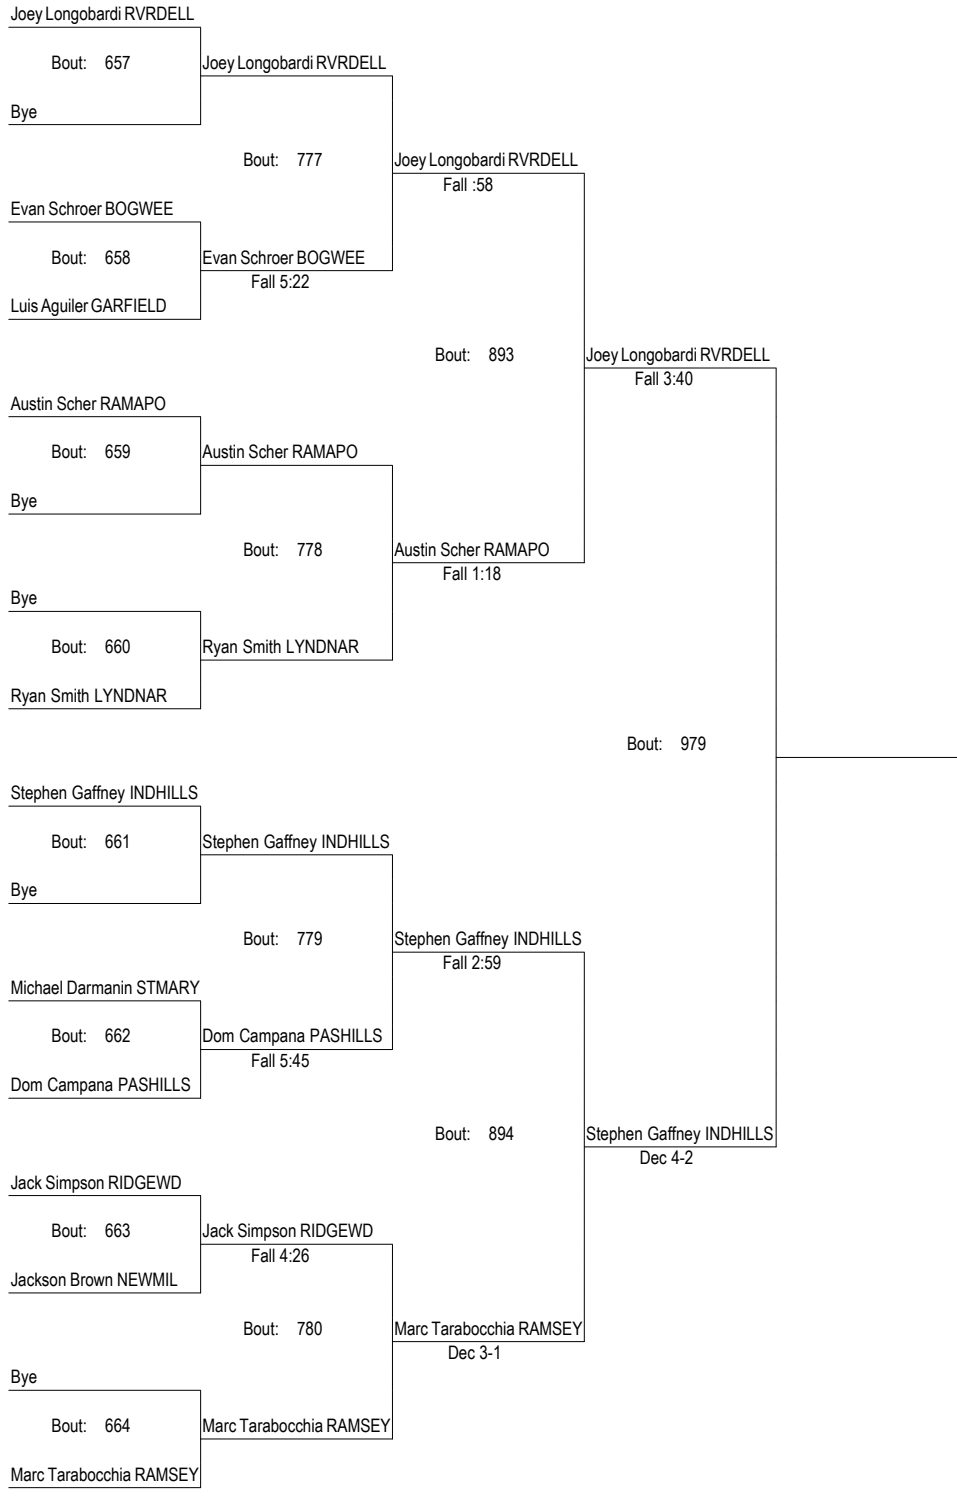 Joey Longobardi RVRDELL
Bout: 657
Joey Longobardi RVRDELL
Bye
Bout: 777
Joey Longobardi RVRDELL
Fall :58
Evan Schroer BOGWEE
Bout: 658
Evan Schroer BOGWEE
Fall 5:22
Luis Aguiler GARFIELD
Bout: 893
Joey Longobardi RVRDELL
Fall 3:40
Austin Scher RAMAPO
Bout: 659
Austin Scher RAMAPO
Bye
Bout: 778
Austin Scher RAMAPO
Fall 1:18
Bye
Bout: 660
Ryan Smith LYNDNAR
Ryan Smith LYNDNAR
Bout: 979
Stephen Gaffney INDHILLS
Bout: 661
Stephen Gaffney INDHILLS
Bye
Bout: 779
Stephen Gaffney INDHILLS
Fall 2:59
Michael Darmanin STMARY
Bout: 662
Dom Campana PASHILLS
Fall 5:45
Dom Campana PASHILLS
Bout: 894
Stephen Gaffney INDHILLS
Dec 4-2
Jack Simpson RIDGEWD
Bout: 663
Jack Simpson RIDGEWD
Fall 4:26
Jackson Brown NEWMIL
Bout: 780
Marc Tarabocchia RAMSEY
Dec 3-1
Bye
Bout: 664
Marc Tarabocchia RAMSEY
Marc Tarabocchia RAMSEY